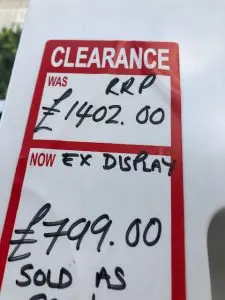 CLEARANCE
WAS RRP
£1402.00
NOW EX DISPLAY
£799.00
SOLD AS